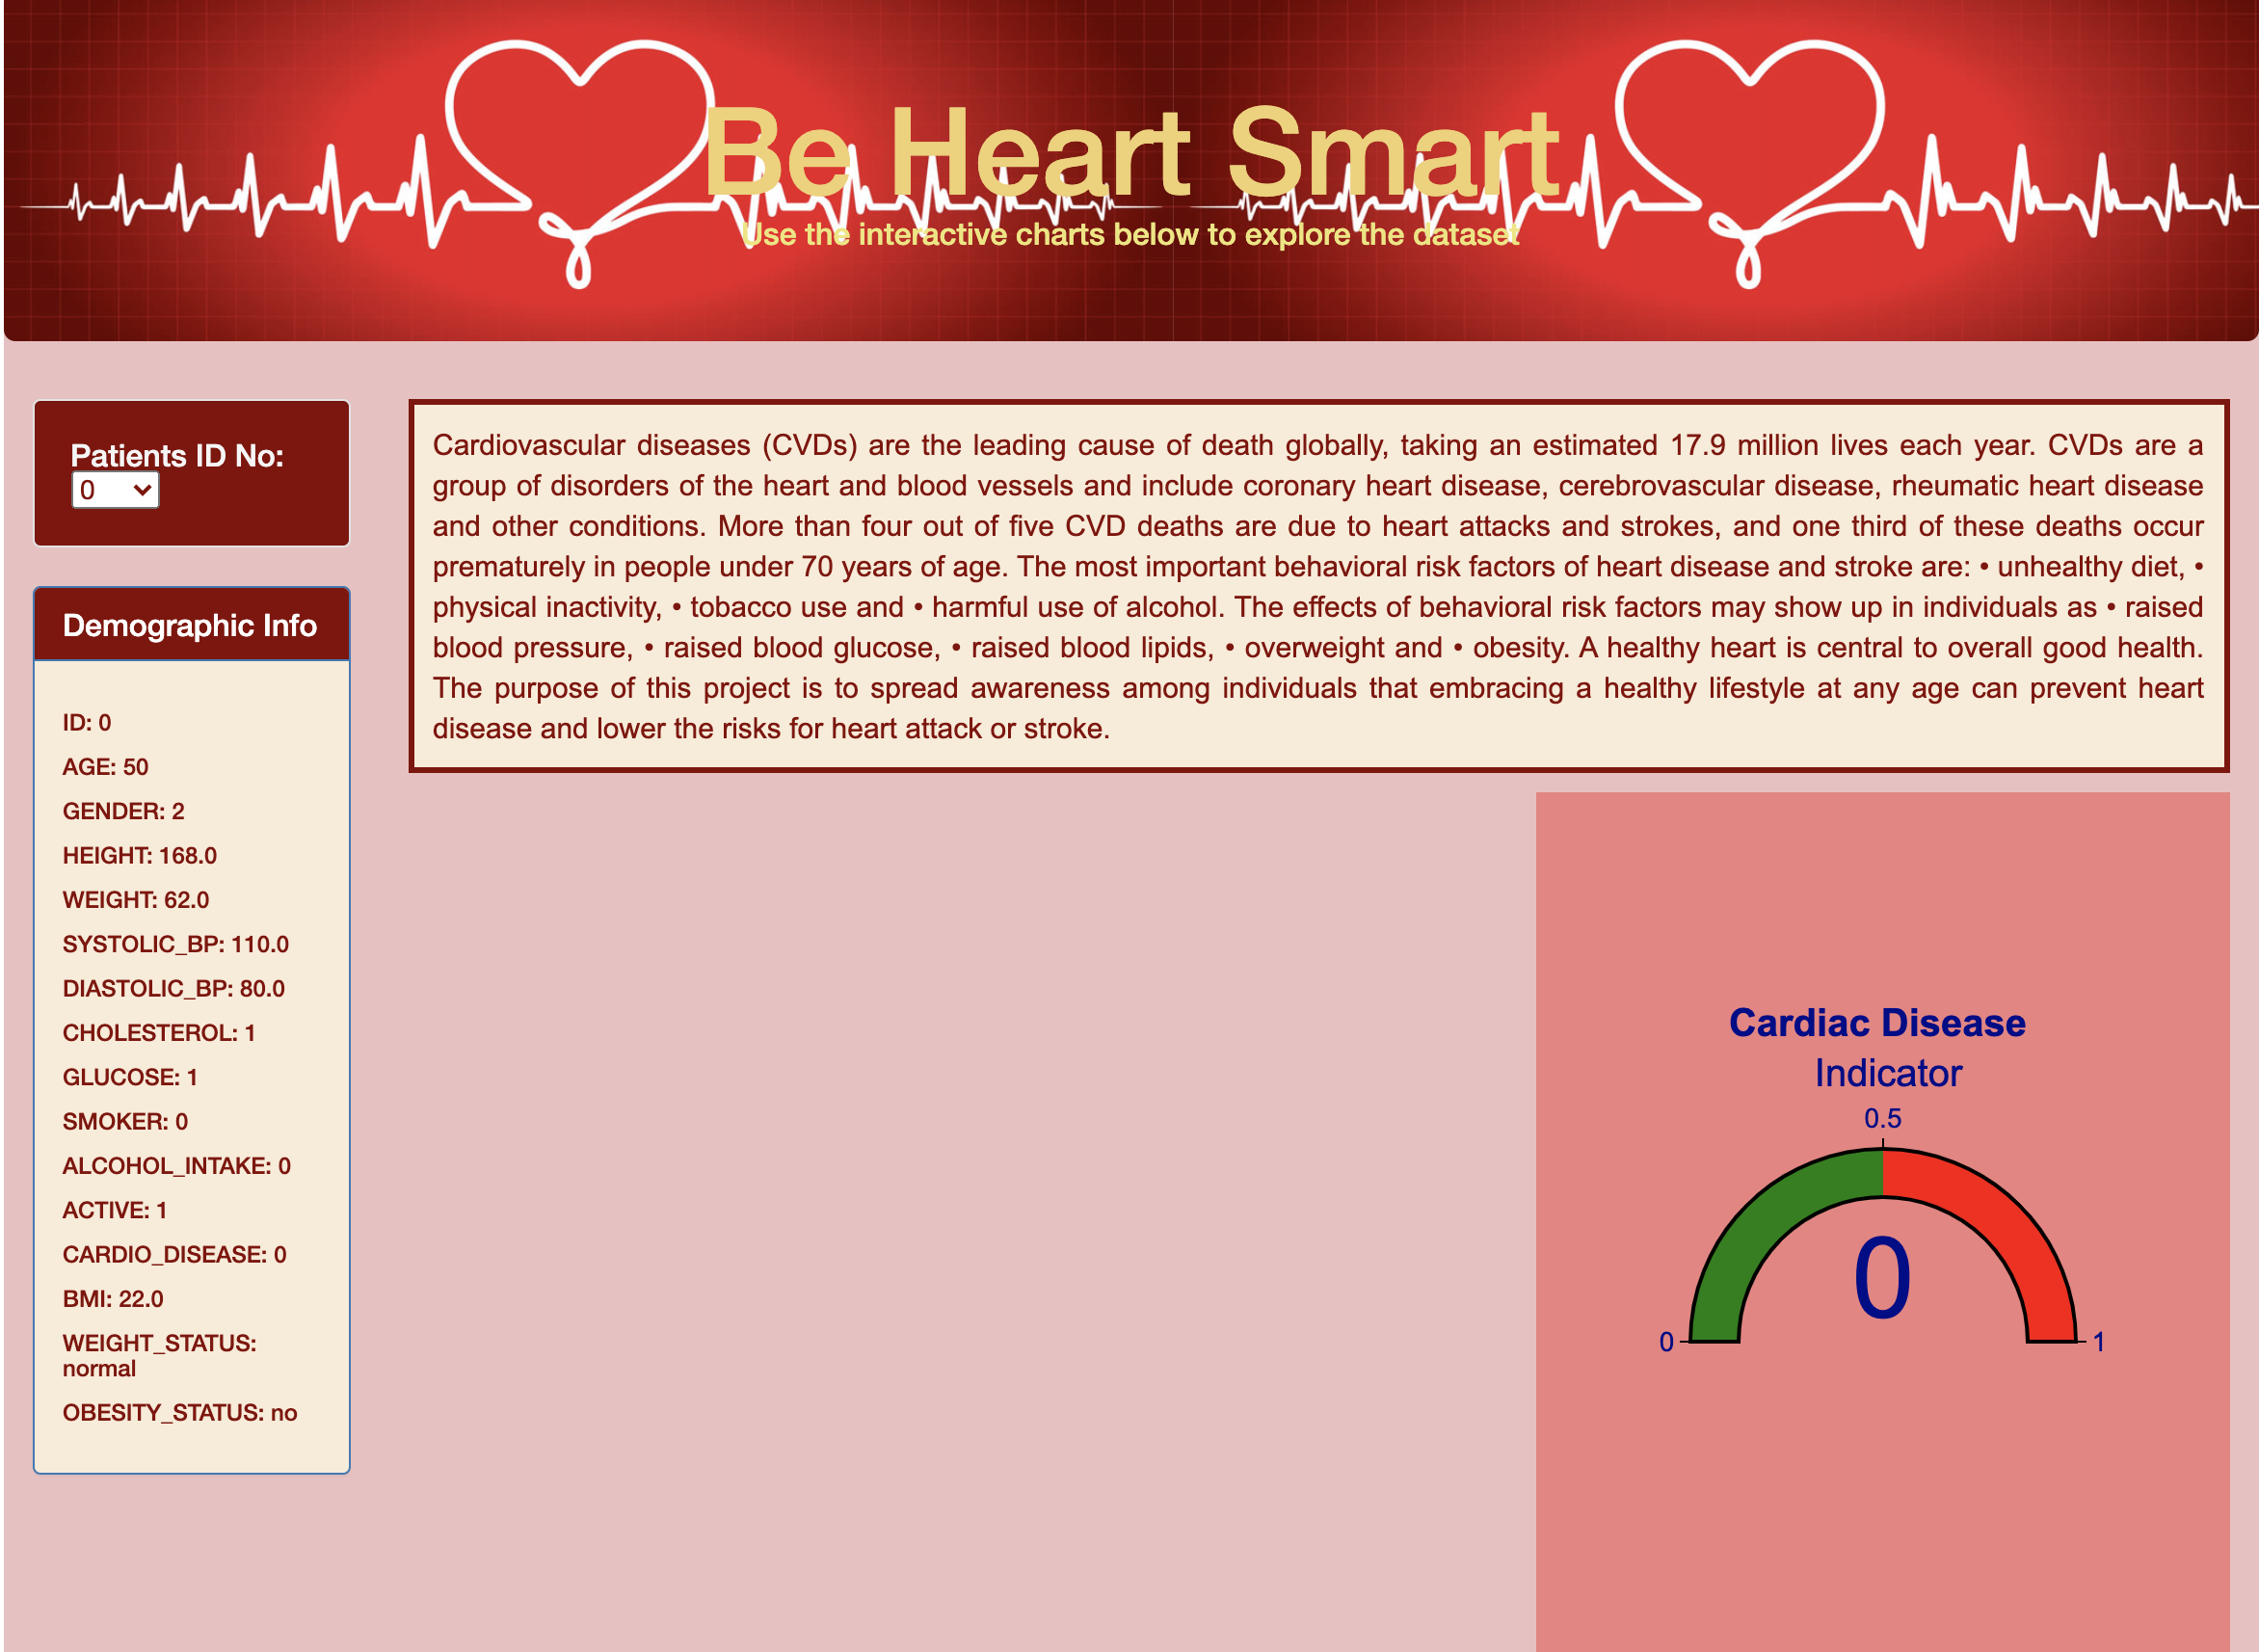 Be Heart Smart
Use the interactive charts below to explore the dataset
Patients ID No:
0
Demographic Info
ID: 0
AGE: 50
GENDER: 2
HEIGHT: 168.0
WEIGHT: 62.0
SYSTOLIC_BP: 110.0
DIASTOLIC_BP: 80.0
CHOLESTEROL: 1
GLUCOSE: 1
SMOKER: 0
ALCOHOL_INTAKE: 0
ACTIVE: 1
CARDIO_DISEASE: 0
BMI: 22.0
WEIGHT_STATUS:
normal
OBESITY_STATUS: no
Cardiovascular diseases (CVDs) are the leading cause of death globally, taking an estimated 17.9 million lives each year. CVDs are a
group of disorders of the heart and blood vessels and include coronary heart disease, cerebrovascular disease, rheumatic heart disease
and other conditions. More than four out of five CVD deaths are due to heart attacks and strokes, and one third of these deaths occur
prematurely in people under 70 years of age. The most important behavioral risk factors of heart disease and stroke are: • unhealthy diet, •
physical inactivity, • tobacco use and • harmful use of alcohol. The effects of behavioral risk factors may show up in individuals as • raised
blood pressure, • raised blood glucose, • raised blood lipids, • overweight and • obesity. A healthy heart is central to overall good health.
The purpose of this project is to spread awareness among individuals that embracing a healthy lifestyle at any age can prevent heart
disease and lower the risks for heart attack or stroke.
Cardiac Disease
Indicator
0.5
0
0
1